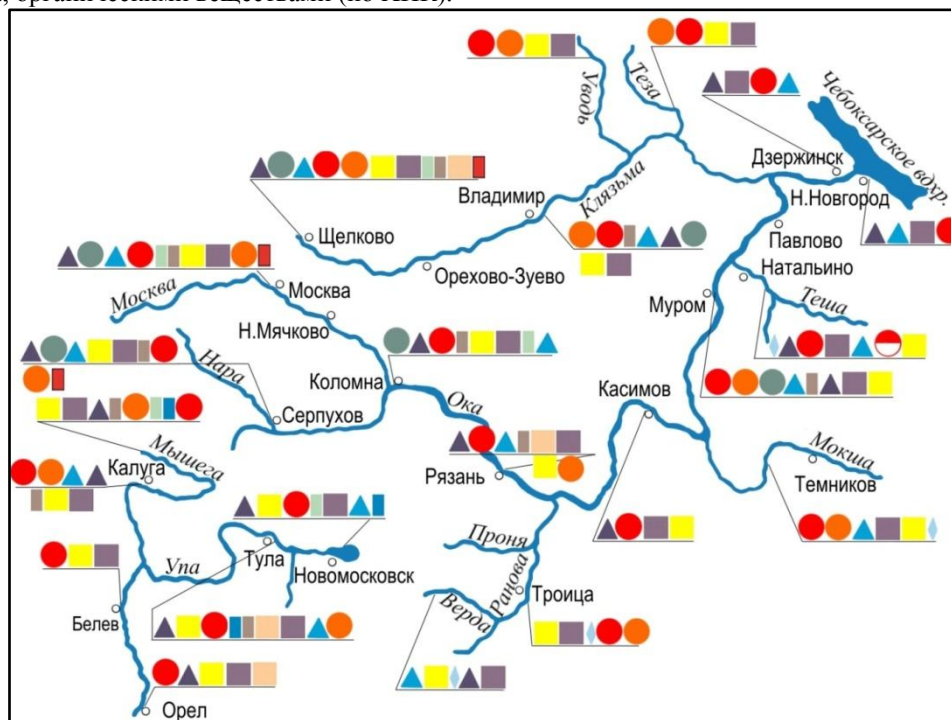 органическими веществами (по ХПК).
Уводь
Теза
Чебоксарское вдхр.
Дзержинск
Н.Новгород
Владимир
Клязьма
Щелково
Орехово-Зуево
Павлово
Натальино
Теша
Муром
Москва
Москва
Н.Мячково
Нара
Коломна
Серпухов
Ока
Касимов
Мышега
Калуга
Рязань
Мокша
Темников
Проня
Упа
Тула
Новомосковск
Ранова
Троица
Верда
Белев
Орел